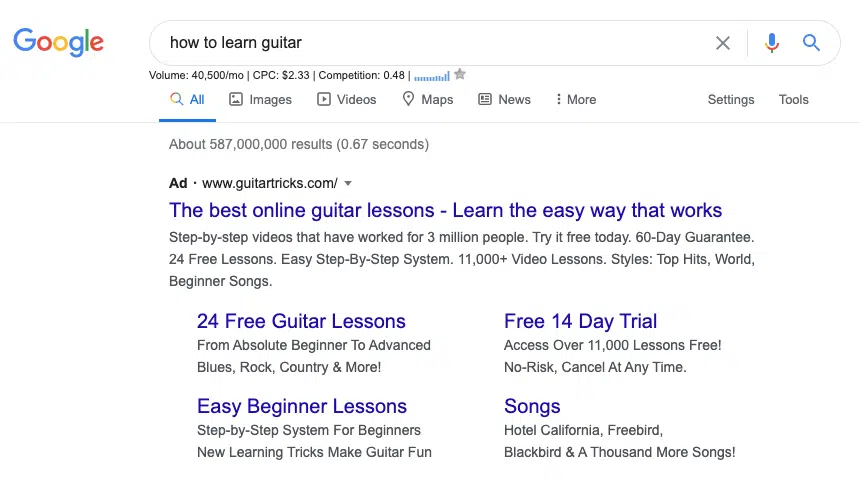 Google
how to learn guitar
Volume: 40,500/mo | CPC: $2.33 | Competition: 0.48 |
All Images Videos Maps News More Settings Tools
About 587,000,000 results (0.67 seconds)
Ad · www.guitartricks.com/
The best online guitar lessons - Learn the easy way that works
Step-by-step videos that have worked for 3 million people. Try it free today. 60-Day Guarantee.
24 Free Lessons. Easy Step-By-Step System. 11,000+ Video Lessons. Styles: Top Hits, World,
Beginner Songs.
24 Free Guitar Lessons
From Absolute Beginner To Advanced
Blues, Rock, Country & More!
Free 14 Day Trial
Access Over 11,000 Lessons Free!
No-Risk, Cancel At Any Time.
Easy Beginner Lessons
Step-by-Step System For Beginners
New Learning Tricks Make Guitar Fun
Songs
Hotel California, Freebird,
Blackbird & A Thousand More Songs!